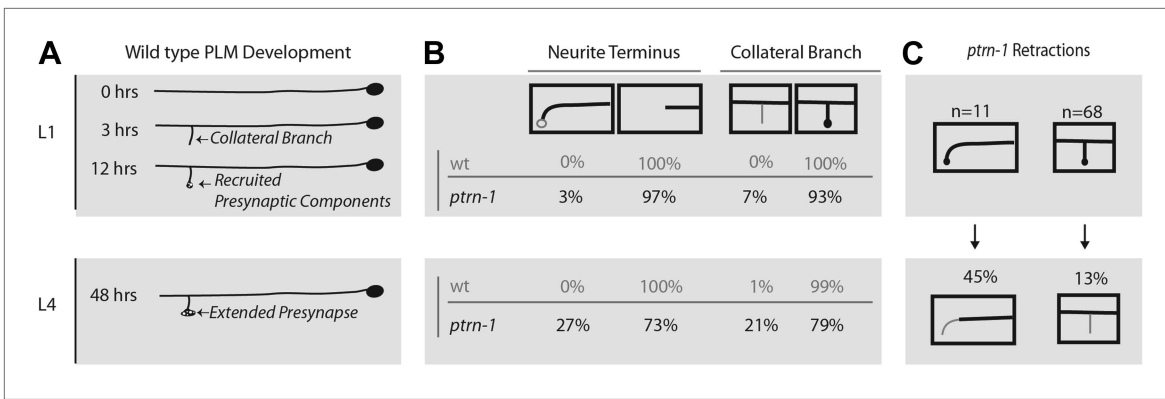 A
Wild type PLM Development
L1
0 hrs
3 hrs
←Collateral Branch
12 hrs
←Recruited
Presynaptic Components
L4
48 hrs
←Extended Presynapse
B
Neurite Terminus
Collateral Branch
wt 0% 100% 0% 100%
ptrn-1 3% 97% 7% 93%
wt 0% 100% 1% 99%
ptrn-1 27% 73% 21% 79%
C
ptrn-1 Retractions
n=11 n=68
45% 13%